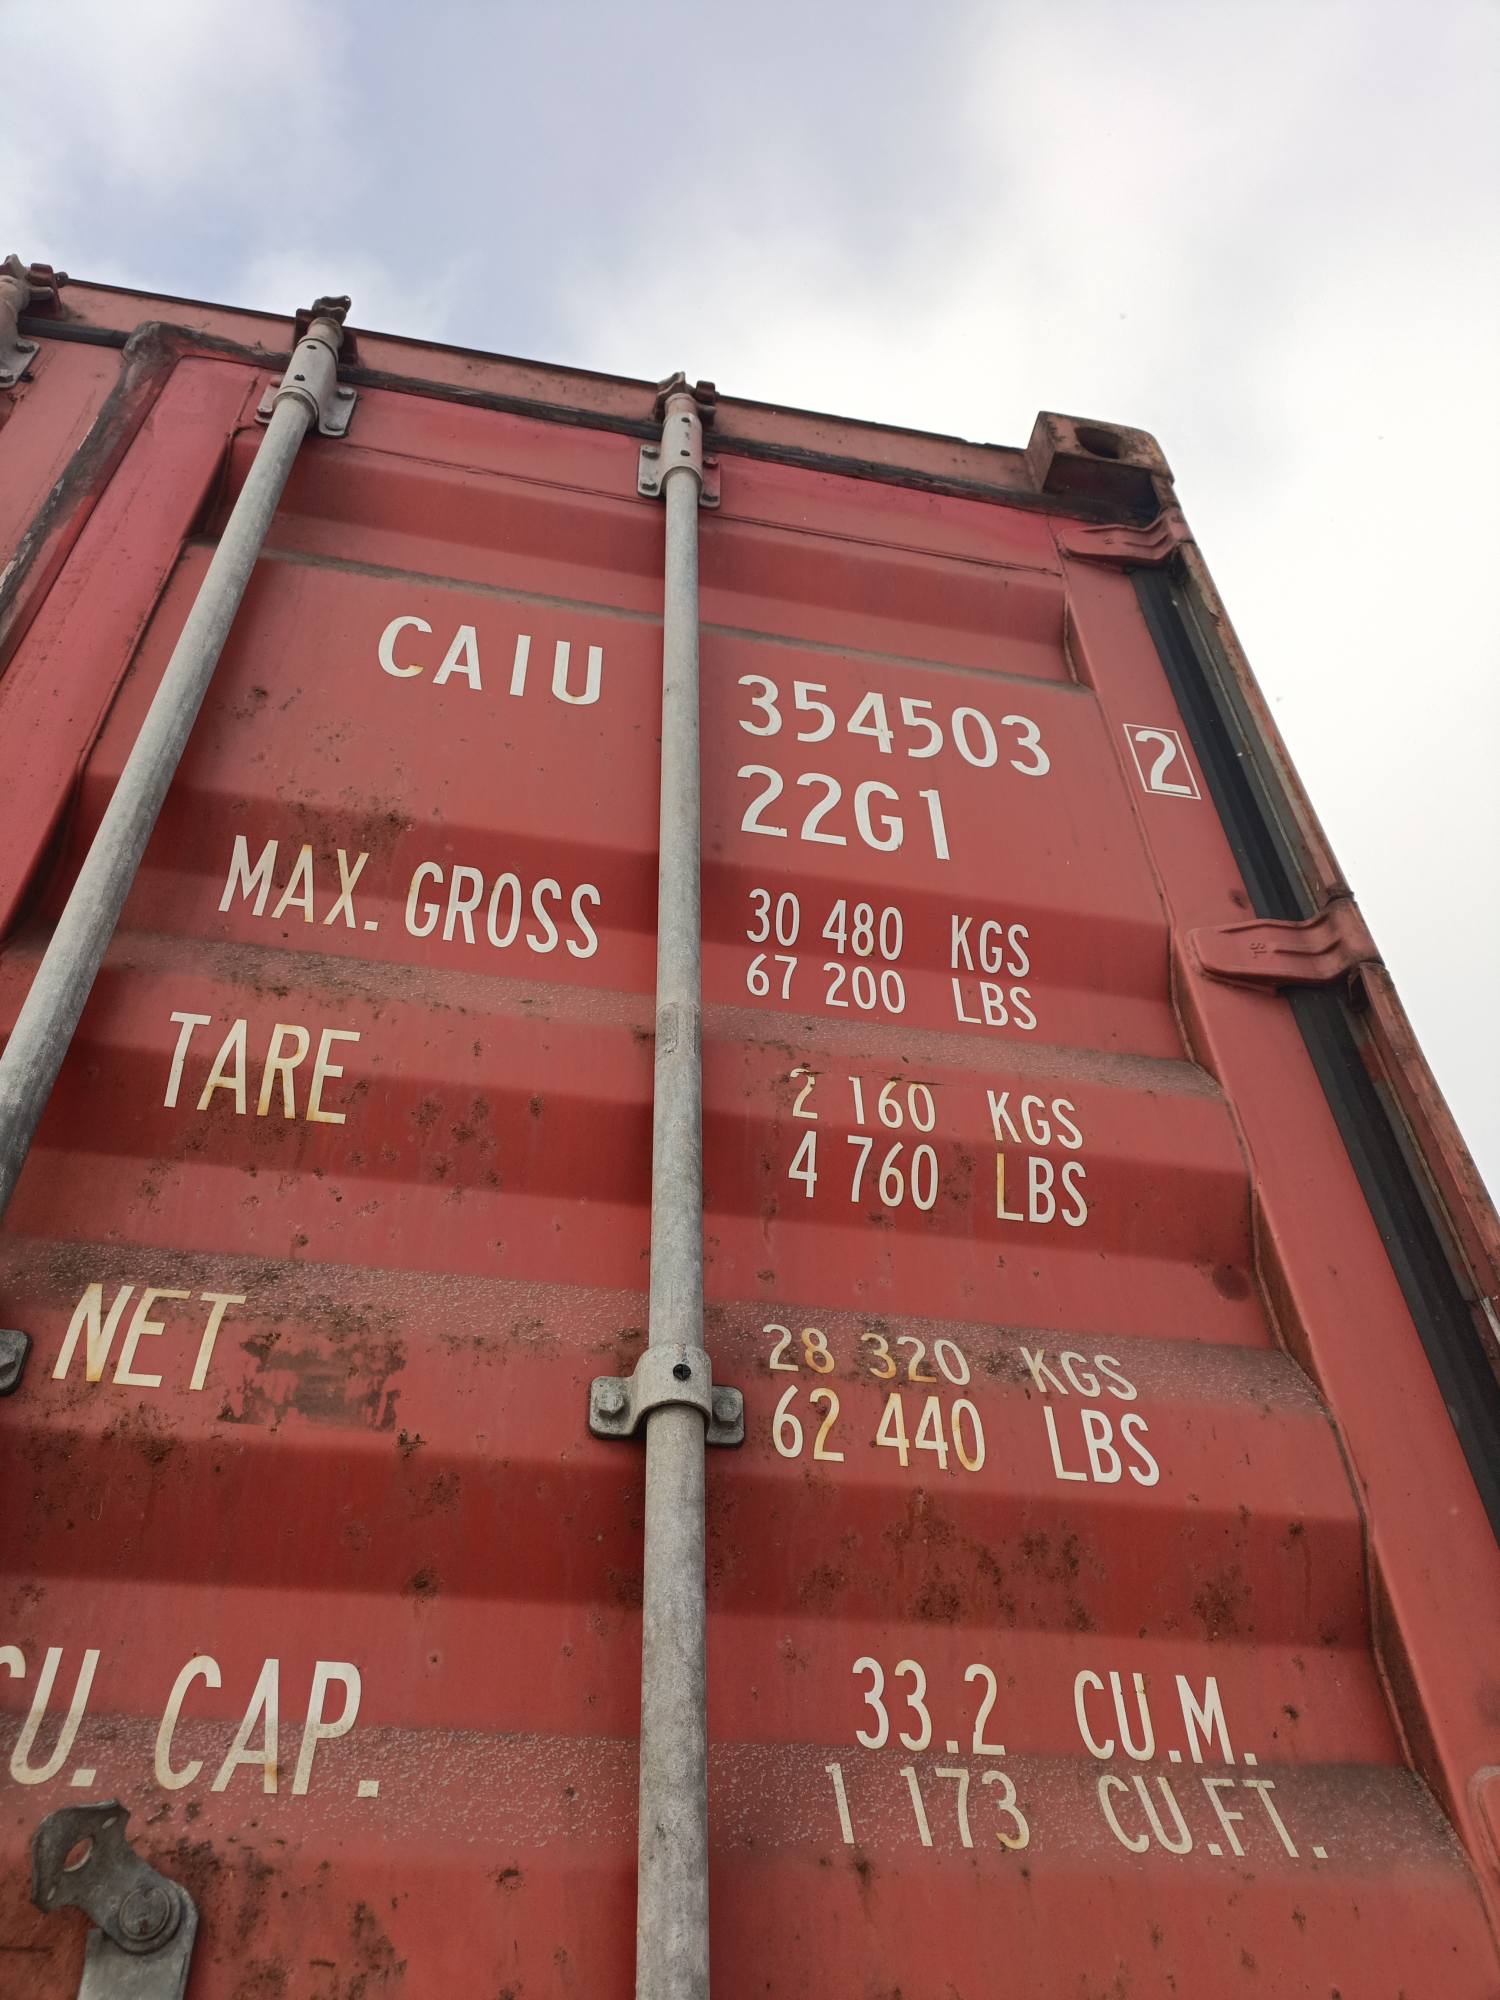 CAIU 354503 2
22G1
MAX. GROSS 30 480 KGS
67 200 LBS
TARE 2 160 KGS
4 760 LBS
NET 28 320 KGS
62 440 LBS
CU. CAP. 33.2 CU.M.
1 173 CU.FT.